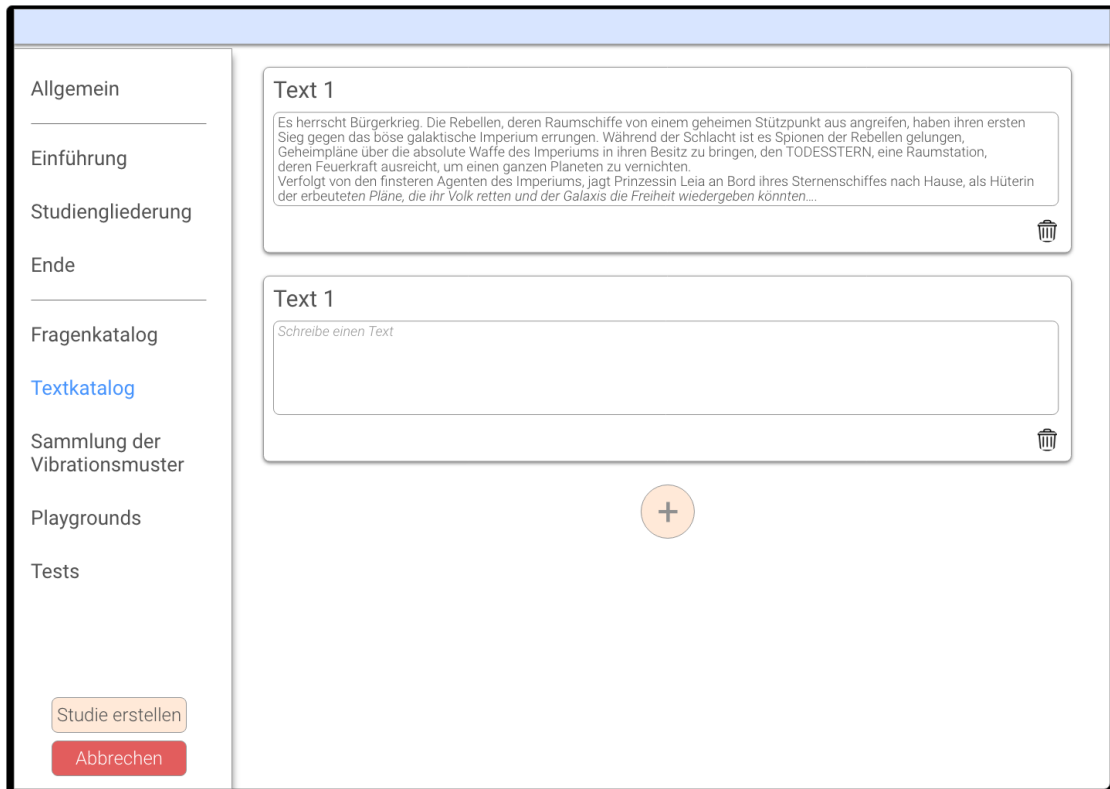 Allgemein
Einführung
Studiengliederung
Ende
Fragenkatalog
Textkatalog
Sammlung der
Vibrationsmuster
Playgrounds
Tests
Studie erstellen
Abbrechen
Text 1
Es herrscht Bürgerkrieg. Die Rebellen, deren Raumschiffe von einem geheimen Stützpunkt aus angreifen, haben ihren ersten
Sieg gegen das böse galaktische Imperium errungen. Während der Schlacht ist es Spionen der Rebellen gelungen,
Geheimpläne über die absolute Waffe des Imperiums in ihren Besitz zu bringen, den TODESSTERN, eine Raumstation,
deren Feuerkraft ausreicht, um einen ganzen Planeten zu vernichten.
Verfolgt von den finsteren Agenten des Imperiums, jagt Prinzessin Leia an Bord ihres Sternenschiffes nach Hause, als Hüterin
der erbeuteten Pläne, die ihr Volk retten und der Galaxis die Freiheit wiedergeben könnten....
Text 1
Schreibe einen Text
+